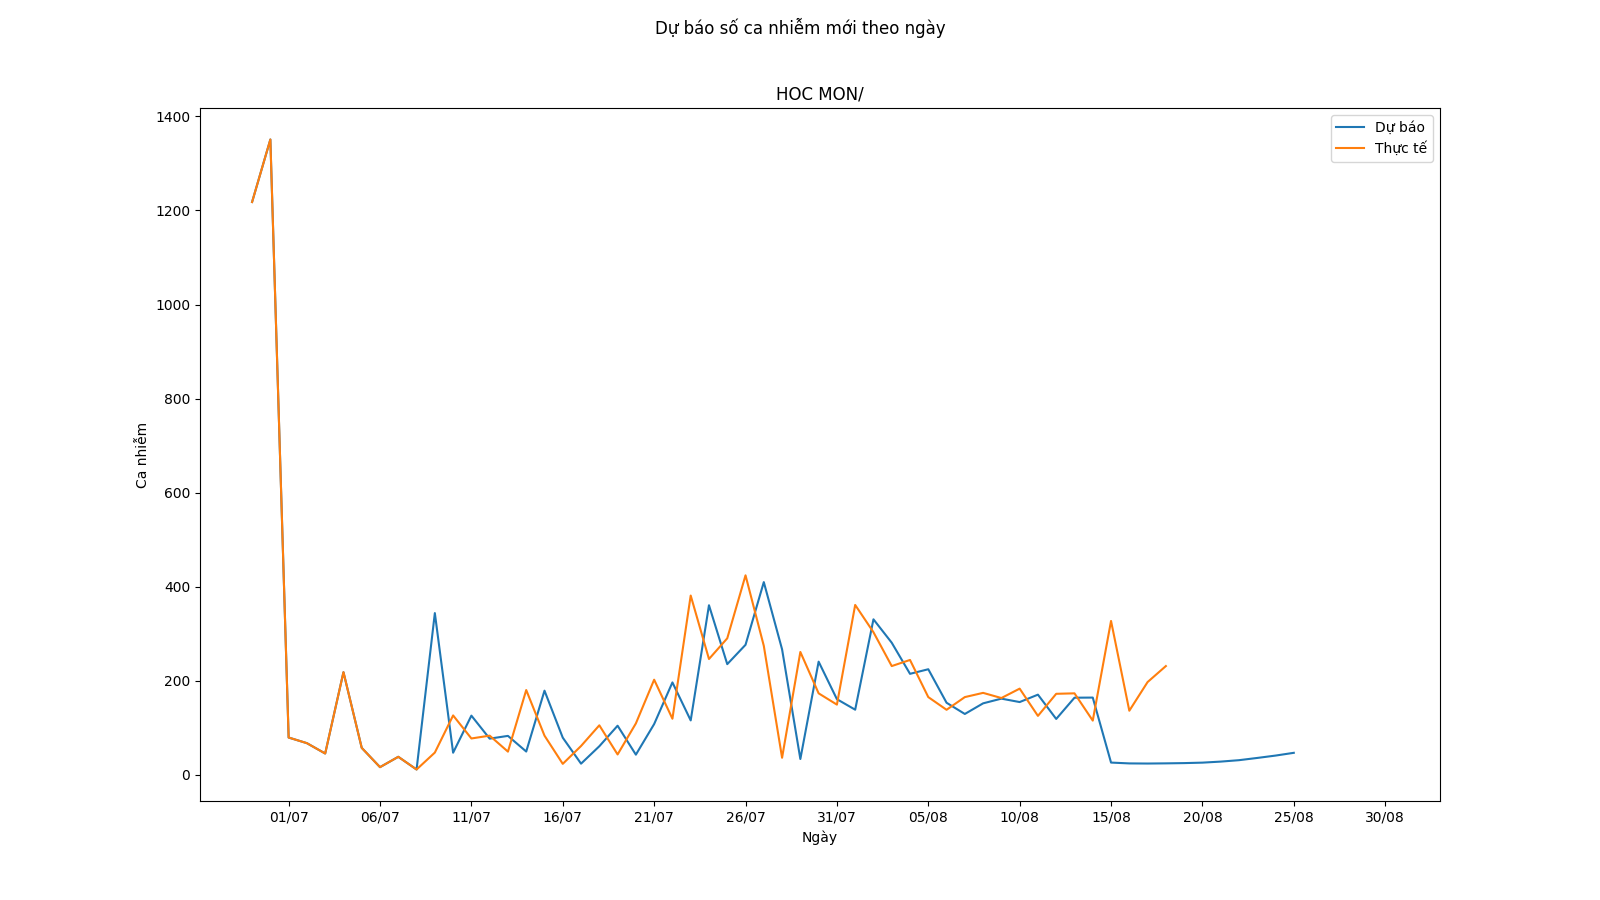 Dự báo số ca nhiễm mới theo ngày
HOC MON/
Dự báo
Thực tế
1400
1200
1000
800
600
400
200
0
Ca nhiễm
01/07 06/07 11/07 16/07 21/07 26/07 31/07 05/08 10/08 15/08 20/08 25/08 30/08
Ngày